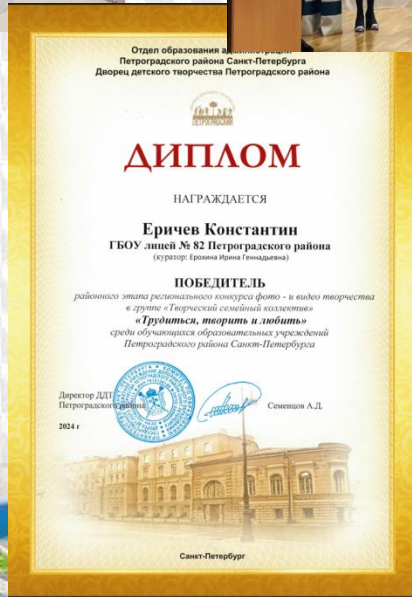 Отдел образования администрации
Петроградского района Санкт-Петербурга
Дворец детского творчества Петроградского района
ПЕТРОГРАДСКИЙ
ДИПЛОМ
НАГРАЖДАЕТСЯ
Еричев Константин
ГБОУ лицей № 82 Петроградского района
(куратор: Ерохина Ирина Геннадьевна)
ПОБЕДИТЕЛЬ
районного этапа регионального конкурса фото - и видео творчества
в группе «Творческий семейный коллектив»
«Трудиться, творить и любить»
среди обучающихся образовательных учреждений
Петроградского района Санкт-Петербурга
Директор ДДТ
Петроградского района
Семенцов А.Д.
2024 г
Санкт-Петербург